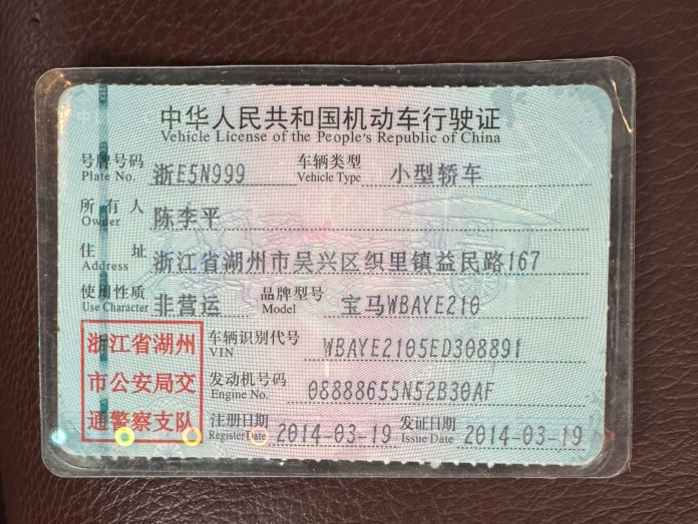 中华人民共和国机动车行驶证
Vehicle License of the People's Republic of China
号牌号码 浙E5N999 车辆类型 小型轿车
Plate No. Vehicle Type
所有人 陈李平
Owner
住址 浙江省湖州市吴兴区织里镇益民路167
Address
使用性质 非营运 品牌型号 宝马WBAYE210
Use Character Model
浙江省湖州
市公安局交
通警察支队
车辆识别代号 WBAYE2105ED308891
VIN
发动机号码 08888655N52B30AF
Engine No.
注册日期 2014-03-19 发证日期 2014-03-19
Register Date Issue Date